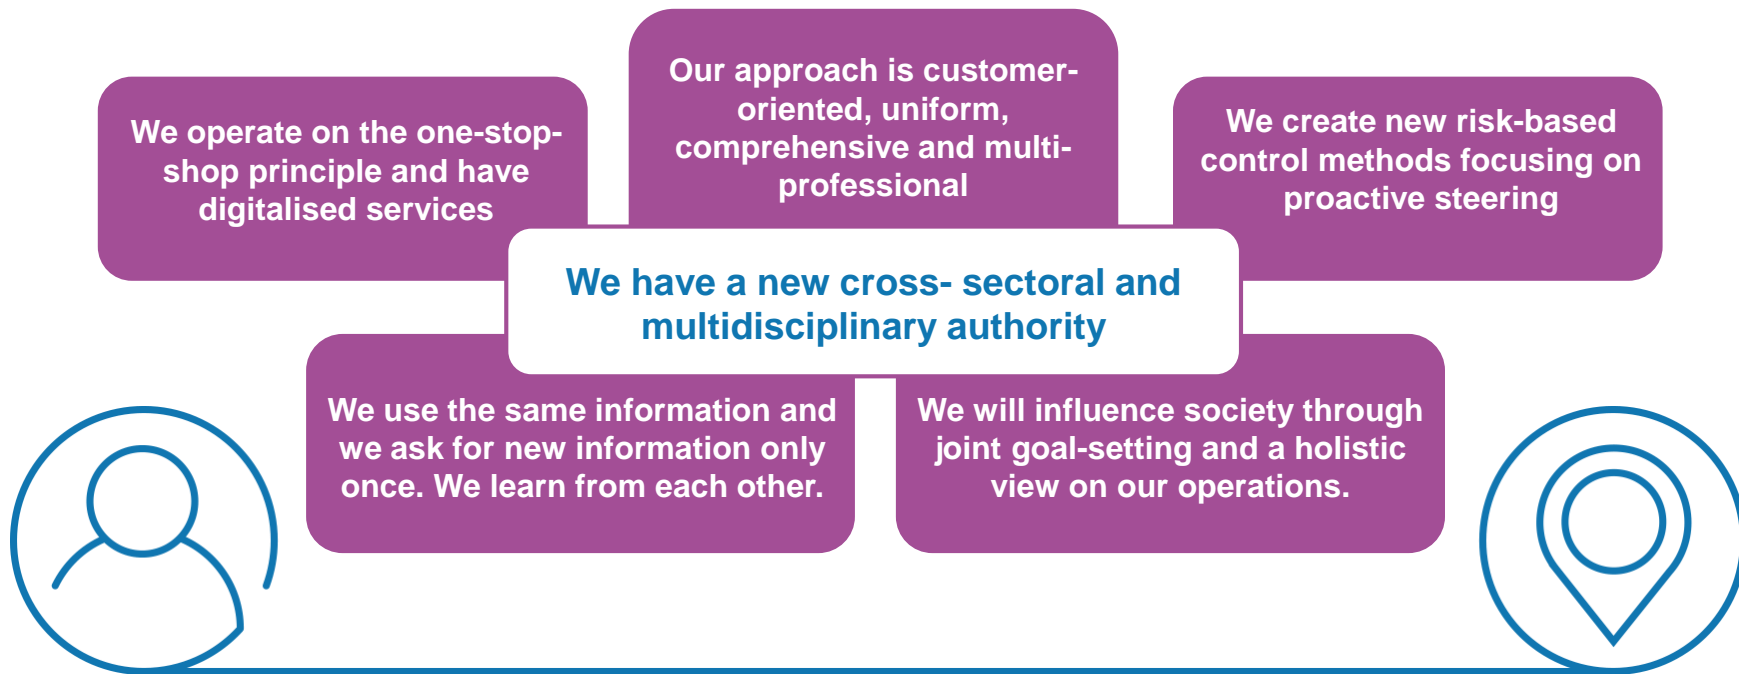 We operate on the one-stop-
shop principle and have
digitalised services
Our approach is customer-
oriented, uniform,
comprehensive and multi-
professional
We create new risk-based
control methods focusing on
proactive steering
We have a new cross- sectoral and
multidisciplinary authority
We use the same information and
we ask for new information only
once. We learn from each other.
We will influence society through
joint goal-setting and a holistic
view on our operations.